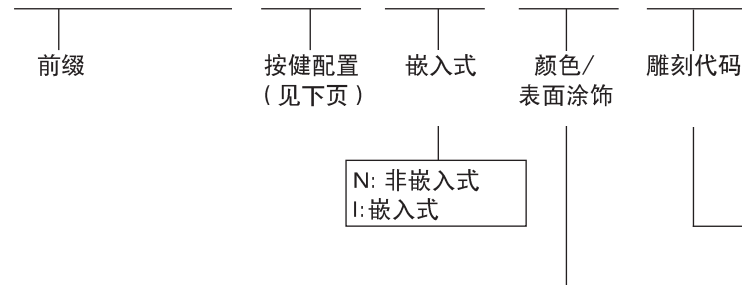 前缀
按健配置
(见下页)
嵌入式
颜色/
表面涂饰
雕刻代码
N: 非嵌入式
I:嵌入式